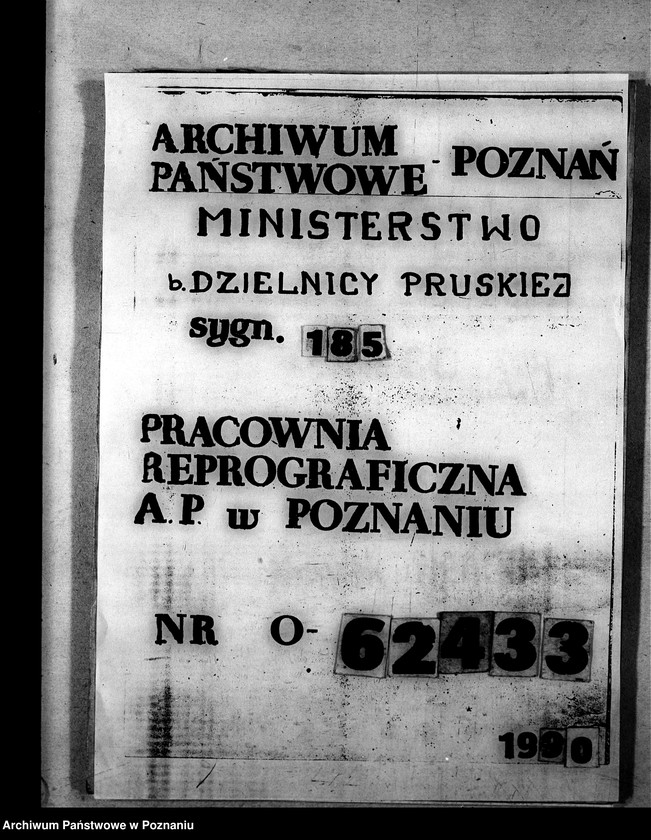 ARCHIWUM
PAŃSTWOWE - POZNAŃ
MINISTERSTWO
b. DZIELNICY PRUSKIEJ
sygn. 185
PRACOWNIA
REPROGRAFICZNA
A.P. w POZNANIU
NR O-62433
1990
Archiwum Państwowe w Poznaniu